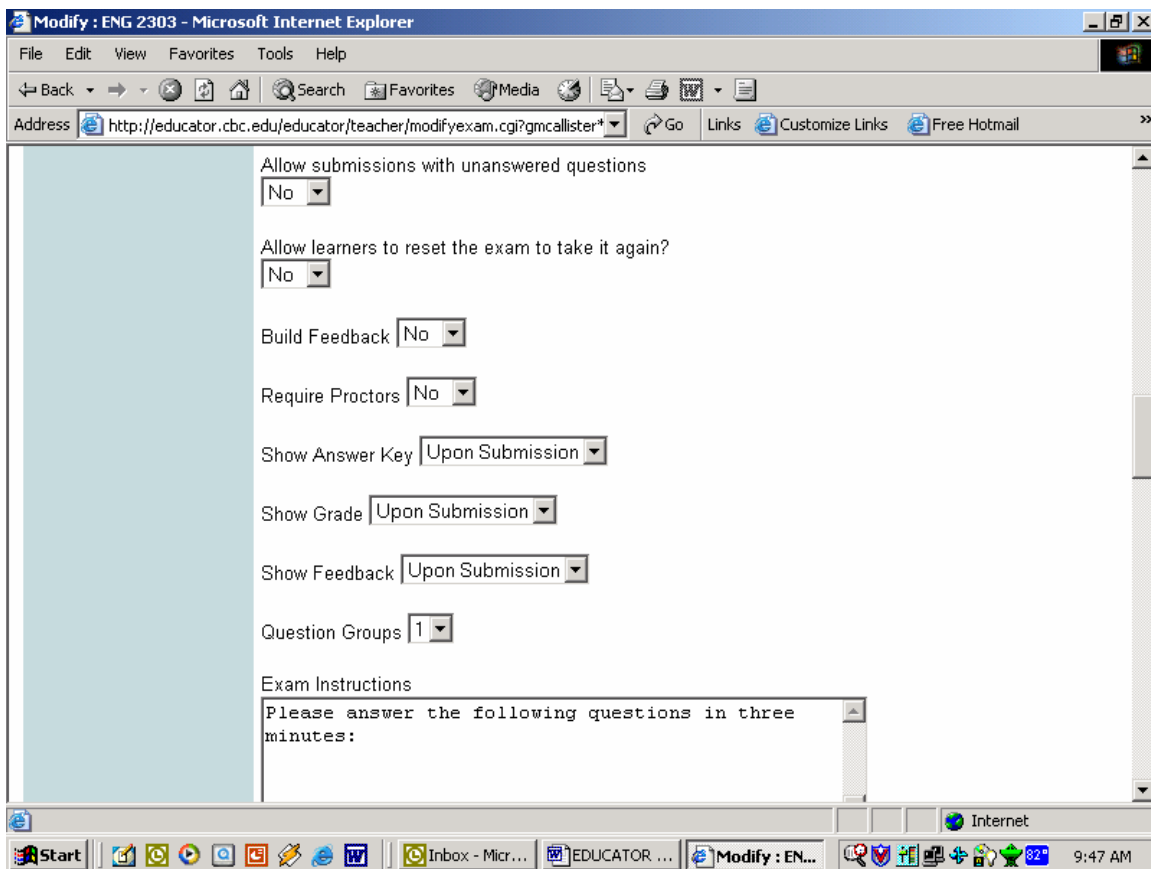 Modify : ENG 2303 - Microsoft Internet Explorer
File Edit View Favorites Tools Help
Back Search Favorites Media
Address http://educator.cbc.edu/educator/teacher/modifyexam.cgi?gmcallister* Go Links Customize Links Free Hotmail »
Allow submissions with unanswered questions
No
Allow learners to reset the exam to take it again?
No
Build Feedback No
Require Proctors No
Show Answer Key Upon Submission
Show Grade Upon Submission
Show Feedback Upon Submission
Question Groups 1
Exam Instructions
Please answer the following questions in three
minutes:
Internet
Start Inbox - Micr... EDUCATOR ... Modify : EN... 82° 9:47 AM